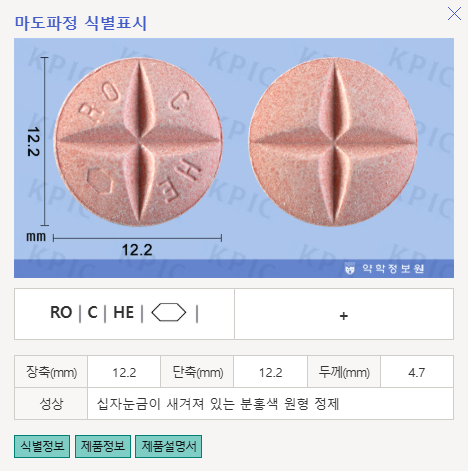 마도파정 식별표시
RO C
HE
12.2
mm
12.2
약학정보원
RO | C | HE | |
+
장축(mm) 12.2 단축(mm) 12.2 두께(mm) 4.7
성상 십자눈금이 새겨져 있는 분홍색 원형 정제
식별정보 제품정보 제품설명서
KPIC KPIC KPIC KPIC KPIC KPIC